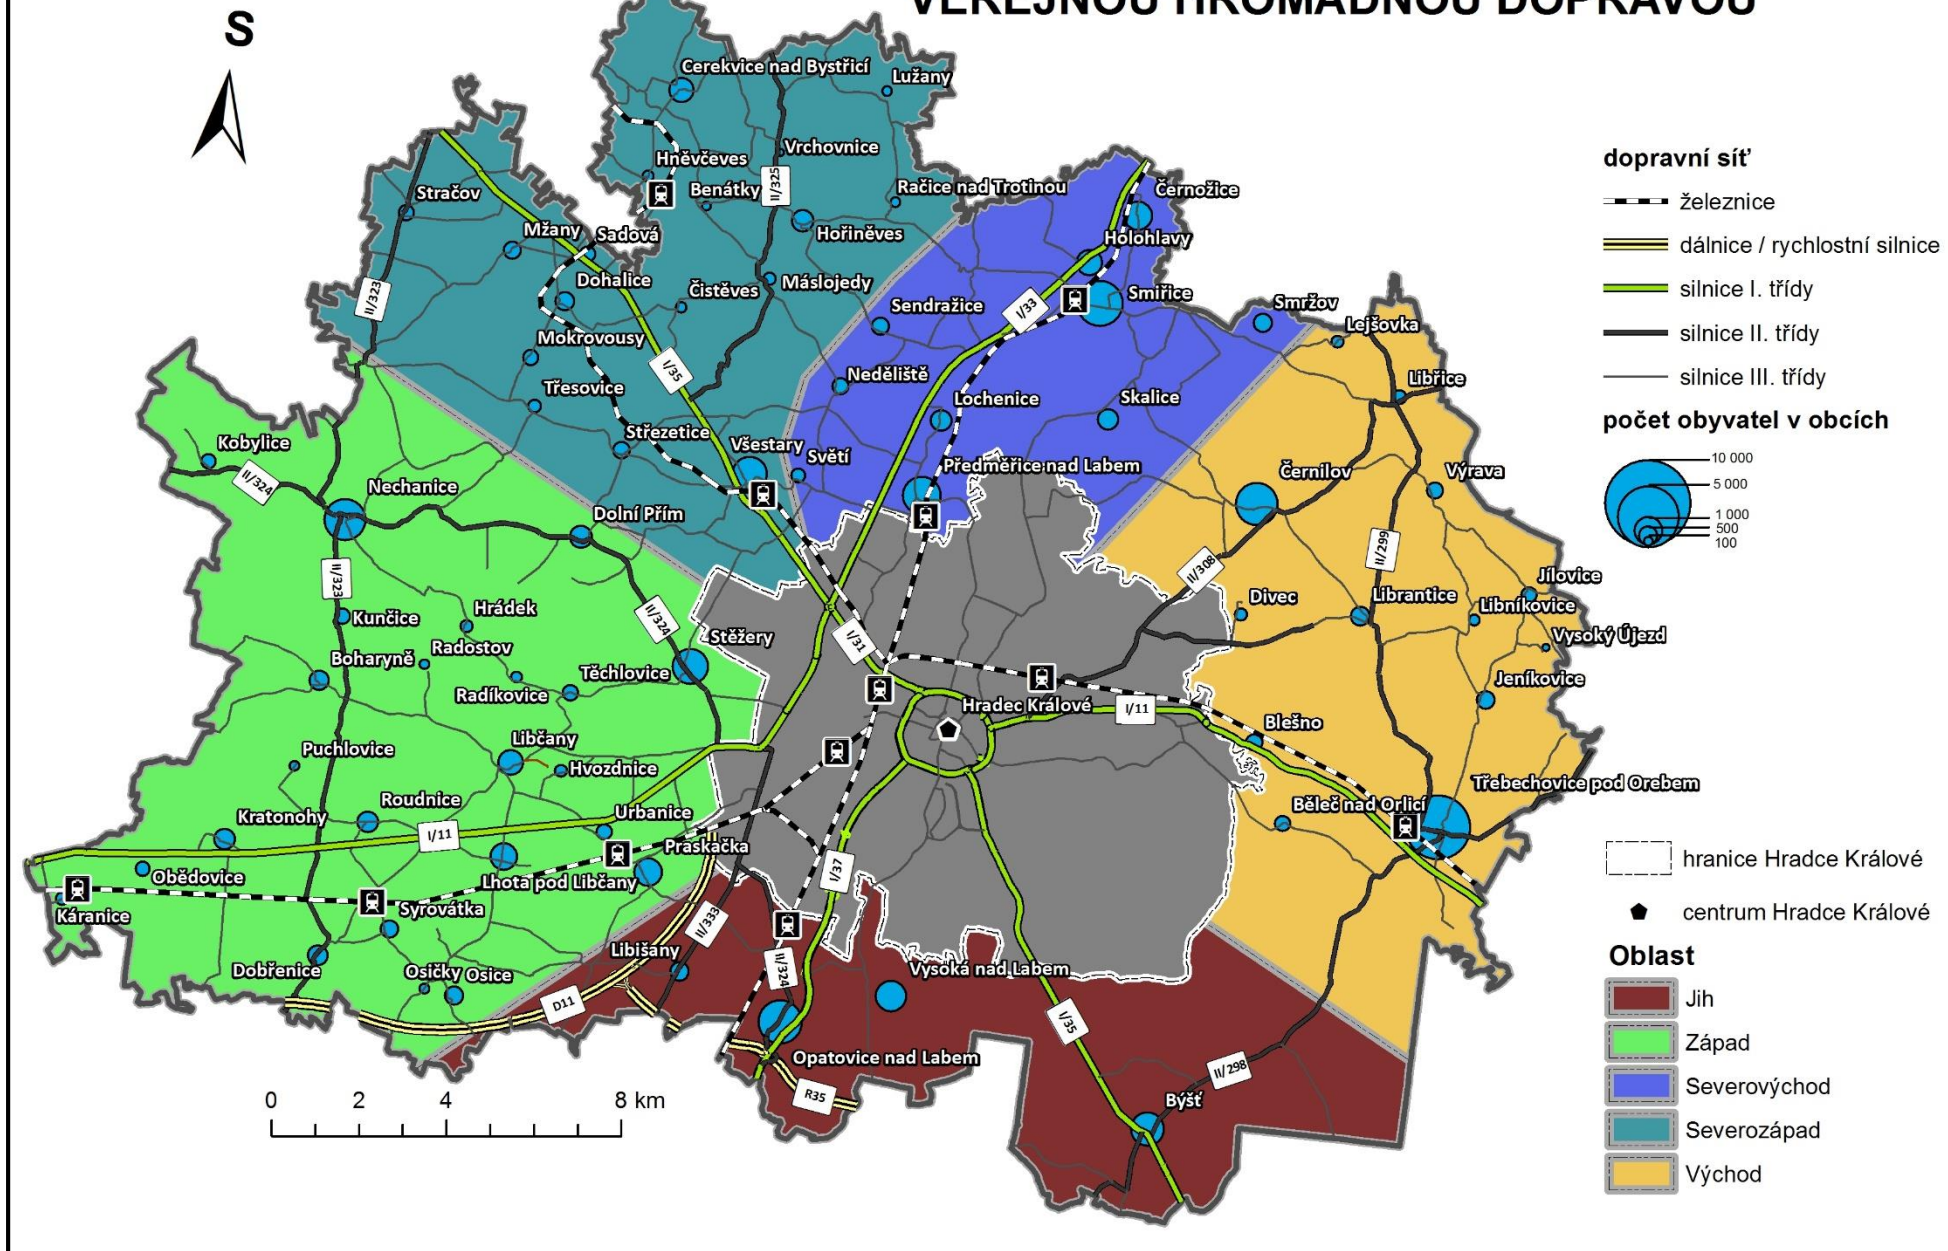 VEŘEJNOU HROMADNOU DOPRAVOU
S
Cerekvice nad Bystřicí
Lužany
Vrchovnice
Hněvčeves
Benátky
II/325
Račice nad Trotinou
Stračov
Mžany
Sadová
Hořiněves
Dohalice
Čistěves
Máslojedy
II/323
Mokrovousy
I/35
Třesovice
Střezetice
Všestary
Světí
Černožice
Holohlavy
Smiřice
I/33
Sendražice
Smržov
Neděliště
Lochenice
Skalice
Předměřice nad Labem
Lejšovka
Libřice
Černilov
Výrava
II/299
II/308
Jílovice
Divec
Librantice
Libníkovice
Vysoký Újezd
Jeníkovice
Blešno
Třebechovice pod Orebem
Běleč nad Orlicí
Kobylice
II/324
Nechanice
Dolní Přím
II/323
Kunčice
Hrádek
II/324
Stěžery
Boharyně
Radostov
Těchlovice
Radíkovice
I/31
Hradec Králové
I/11
Puchlovice
Libčany
Hvozdnice
Roudnice
Urbanice
Kratonohy
I/11
Praskačka
Obědovice
Lhota pod Libčany
I/37
Káranice
Syrovátka
II/333
Dobřenice
Osičky
Osice
Libišany
II/324
Vysoká nad Labem
D11
I/35
Opatovice nad Labem
II/298
R35
Býšť
0
2
4
8 km
dopravní síť
železnice
dálnice / rychlostní silnice
silnice I. třídy
silnice II. třídy
silnice III. třídy
počet obyvatel v obcích
10 000
5 000
1 000
500
100
hranice Hradce Králové
centrum Hradce Králové
Oblast
Jih
Západ
Severovýchod
Severozápad
Východ